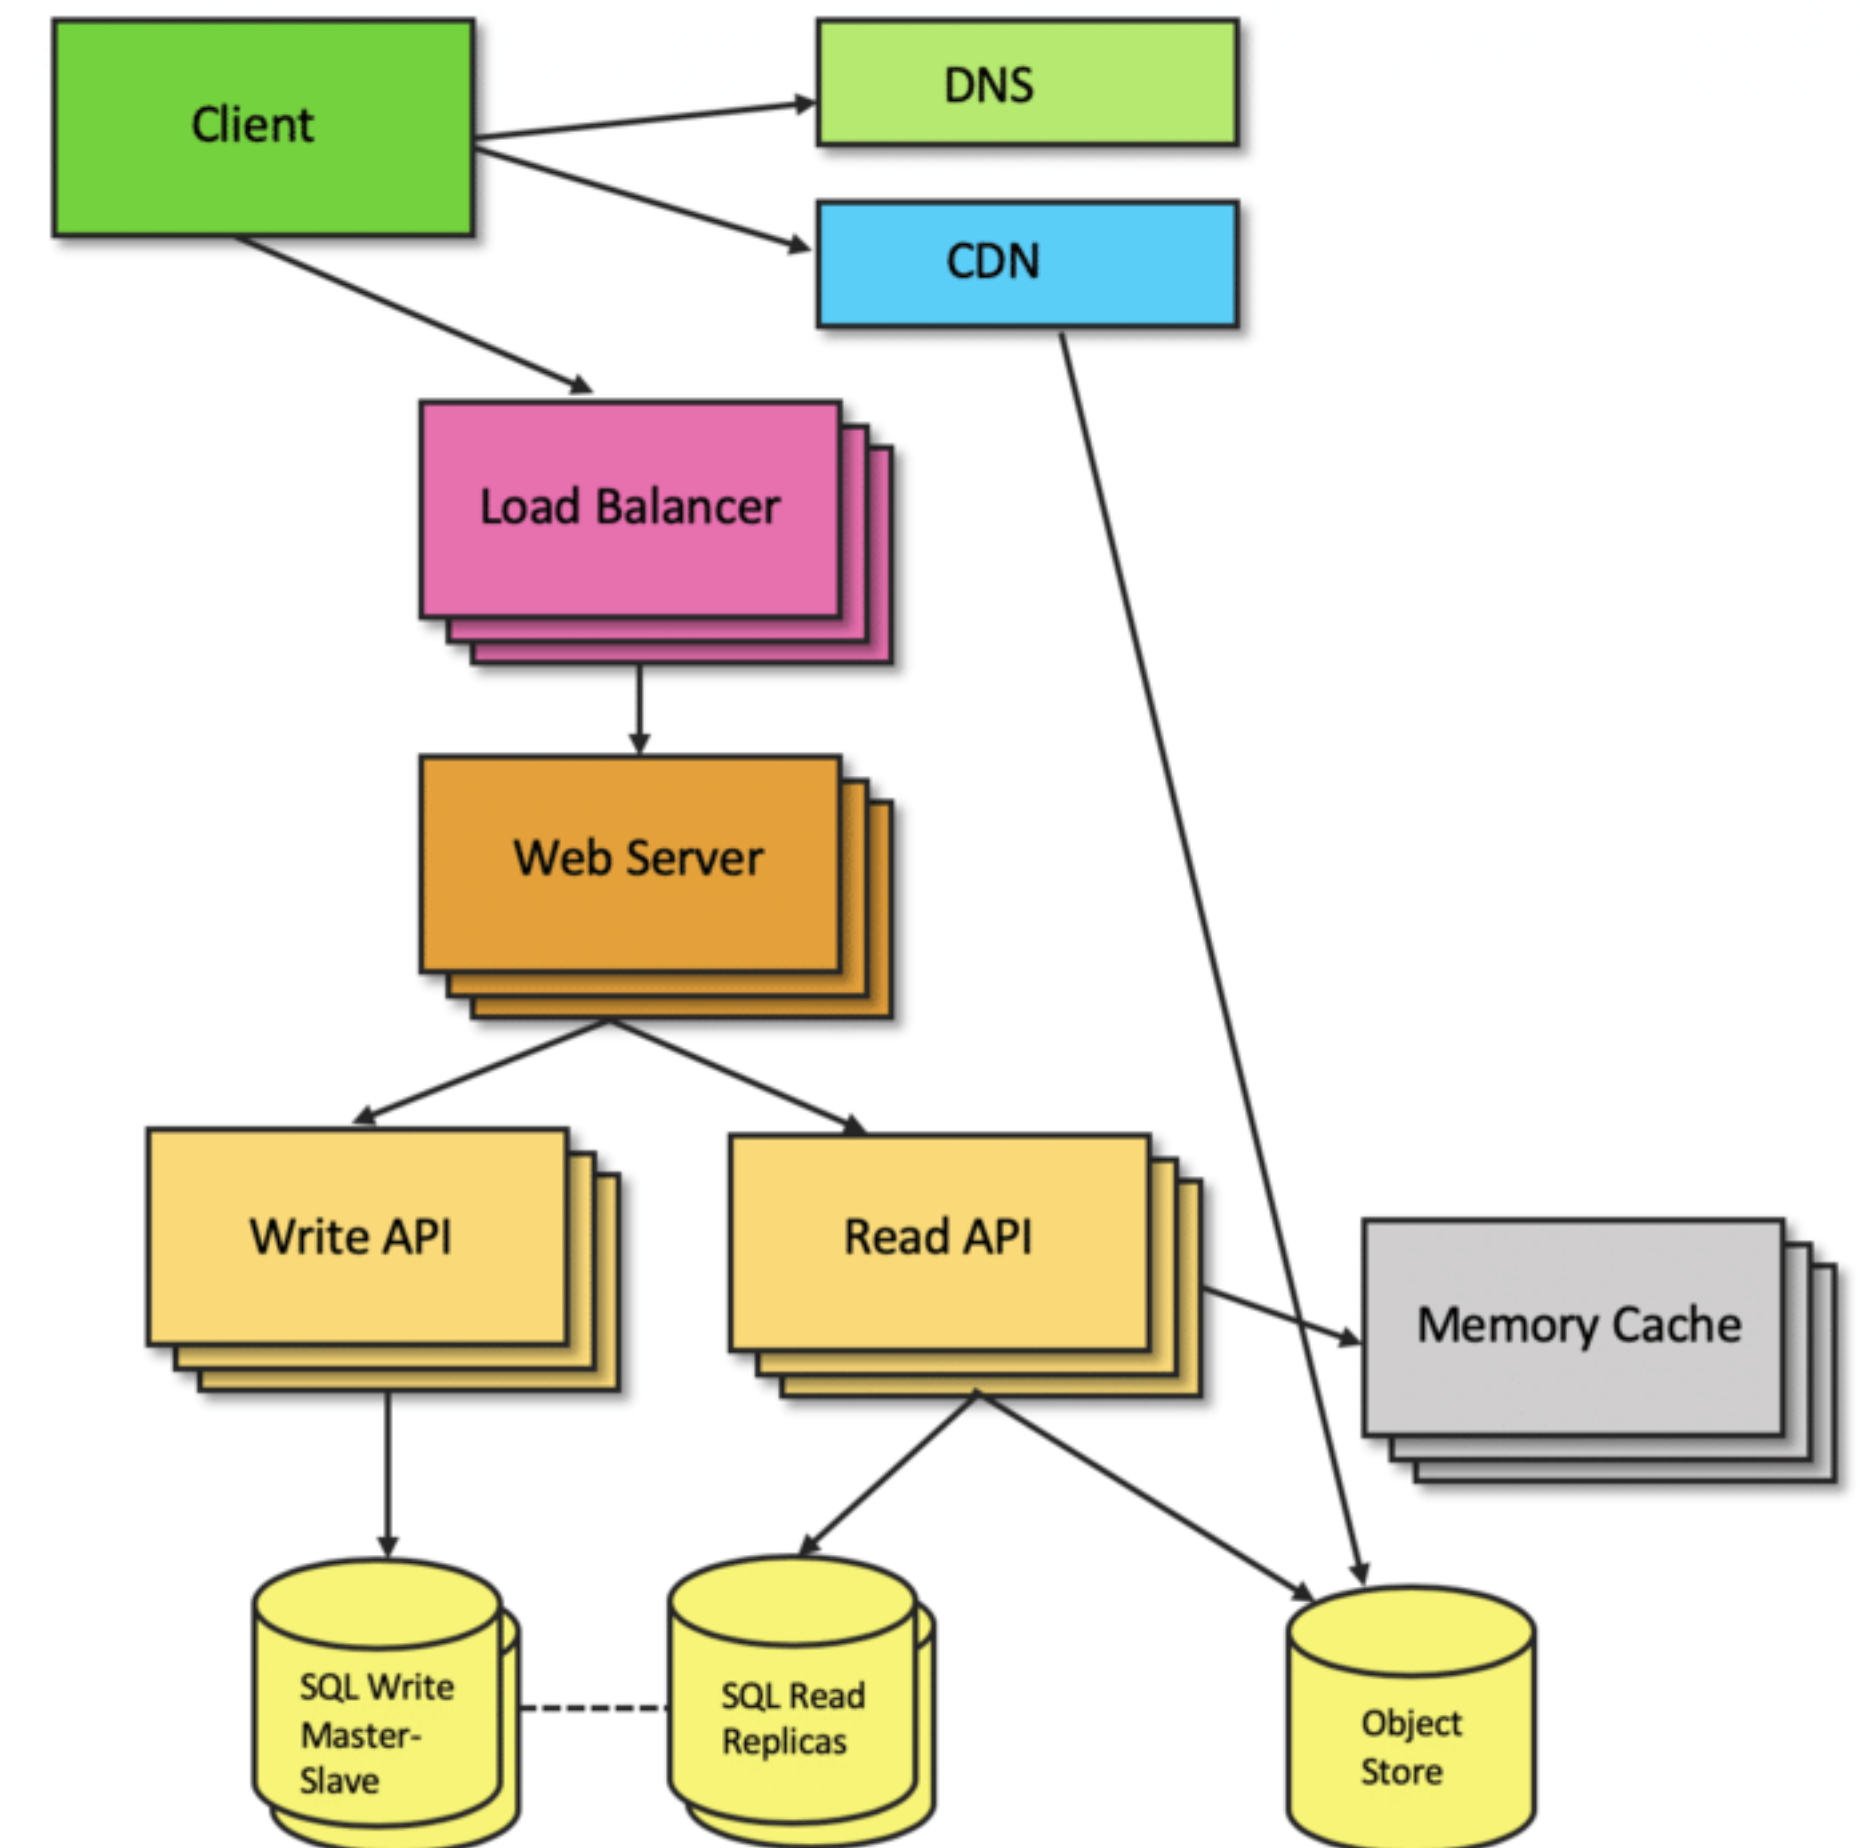 Client
DNS
CDN
Load Balancer
Web Server
Write API
Read API
Memory Cache
SQL Write
Master-
Slave
SQL Read
Replicas
Object
Store